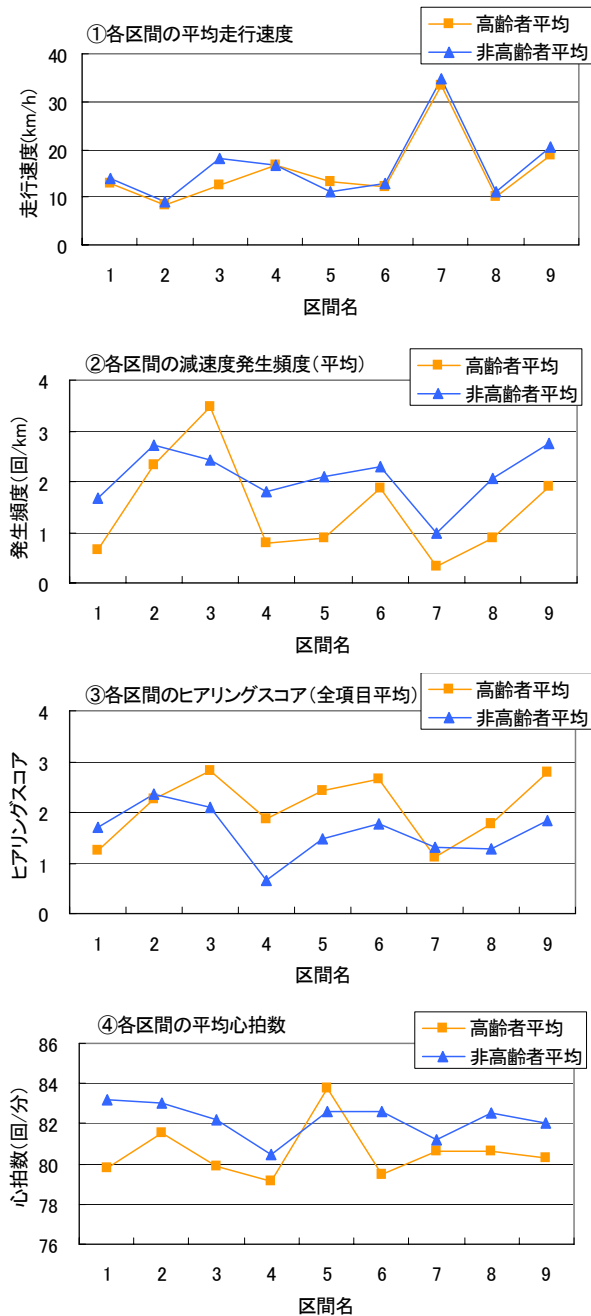 ①各区間の平均走行速度
高齢者平均
非高齢者平均
40
30
20
10
0
走行速度(km/h)
1 2 3 4 5 6 7 8 9
区間名
②各区間の減速度発生頻度(平均)
高齢者平均
非高齢者平均
4
3
2
1
0
発生頻度(回/km)
1 2 3 4 5 6 7 8 9
区間名
③各区間のヒアリングスコア(全項目平均)
高齢者平均
非高齢者平均
4
3
2
1
0
ヒアリングスコア
1 2 3 4 5 6 7 8 9
区間名
④各区間の平均心拍数
高齢者平均
非高齢者平均
86
84
82
80
78
76
心拍数(回/分)
1 2 3 4 5 6 7 8 9
区間名